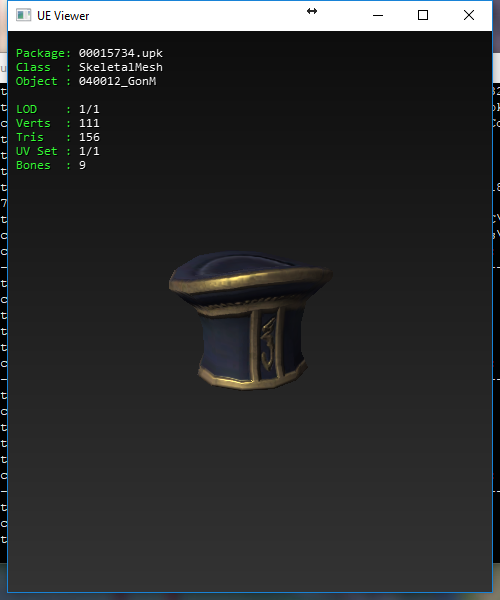 UE Viewer
Package: 00015734.upk
Class : SkeletalMesh
Object : 040012_GonM
LOD : 1/1
Verts : 111
Tris : 156
UV Set : 1/1
Bones : 9